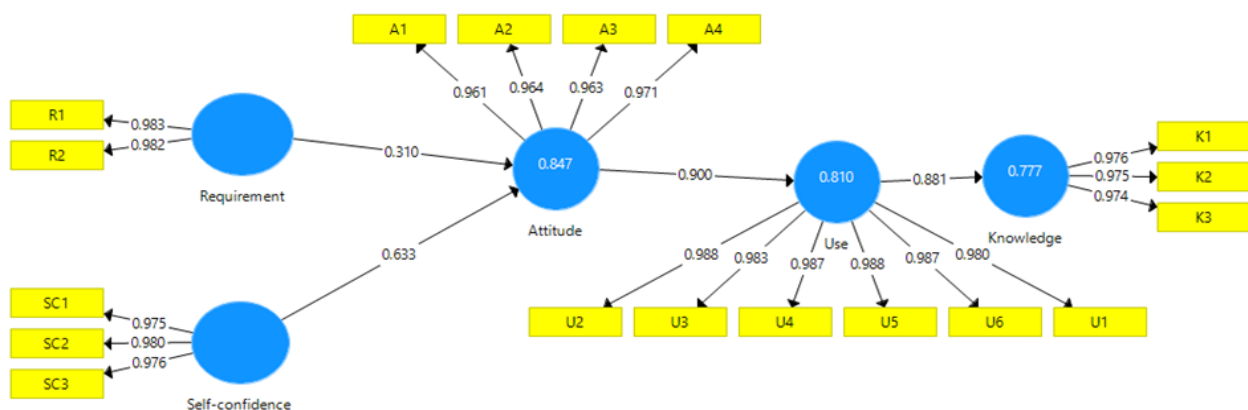 A1
A2
A3
A4
0.961
0.964
0.963
0.971
R1
R2
0.983
0.982
Requirement
0.310
0.847
Attitude
0.900
0.810
Use
0.881
0.777
Knowledge
0.976
0.975
0.974
K1
K2
K3
0.633
0.988
0.983
0.987
0.988
0.987
0.980
U2
U3
U4
U5
U6
U1
SC1
SC2
SC3
0.975
0.980
0.976
Self-confidence